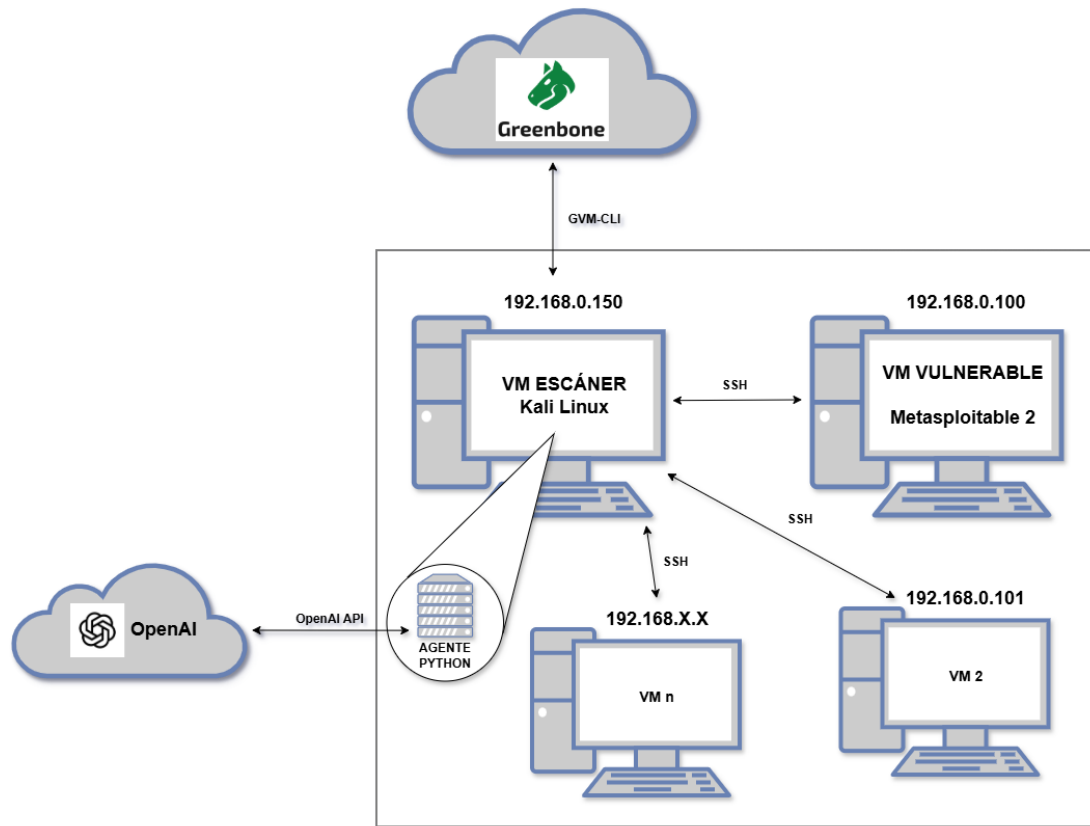 Greenbone
GVM-CLI
192.168.0.150
192.168.0.100
VM ESCÁNER
Kali Linux
SSH
VM VULNERABLE
Metasploitable 2
SSH
SSH
192.168.X.X
192.168.0.101
OpenAI
OpenAI API
AGENTE
PYTHON
VM n
VM 2